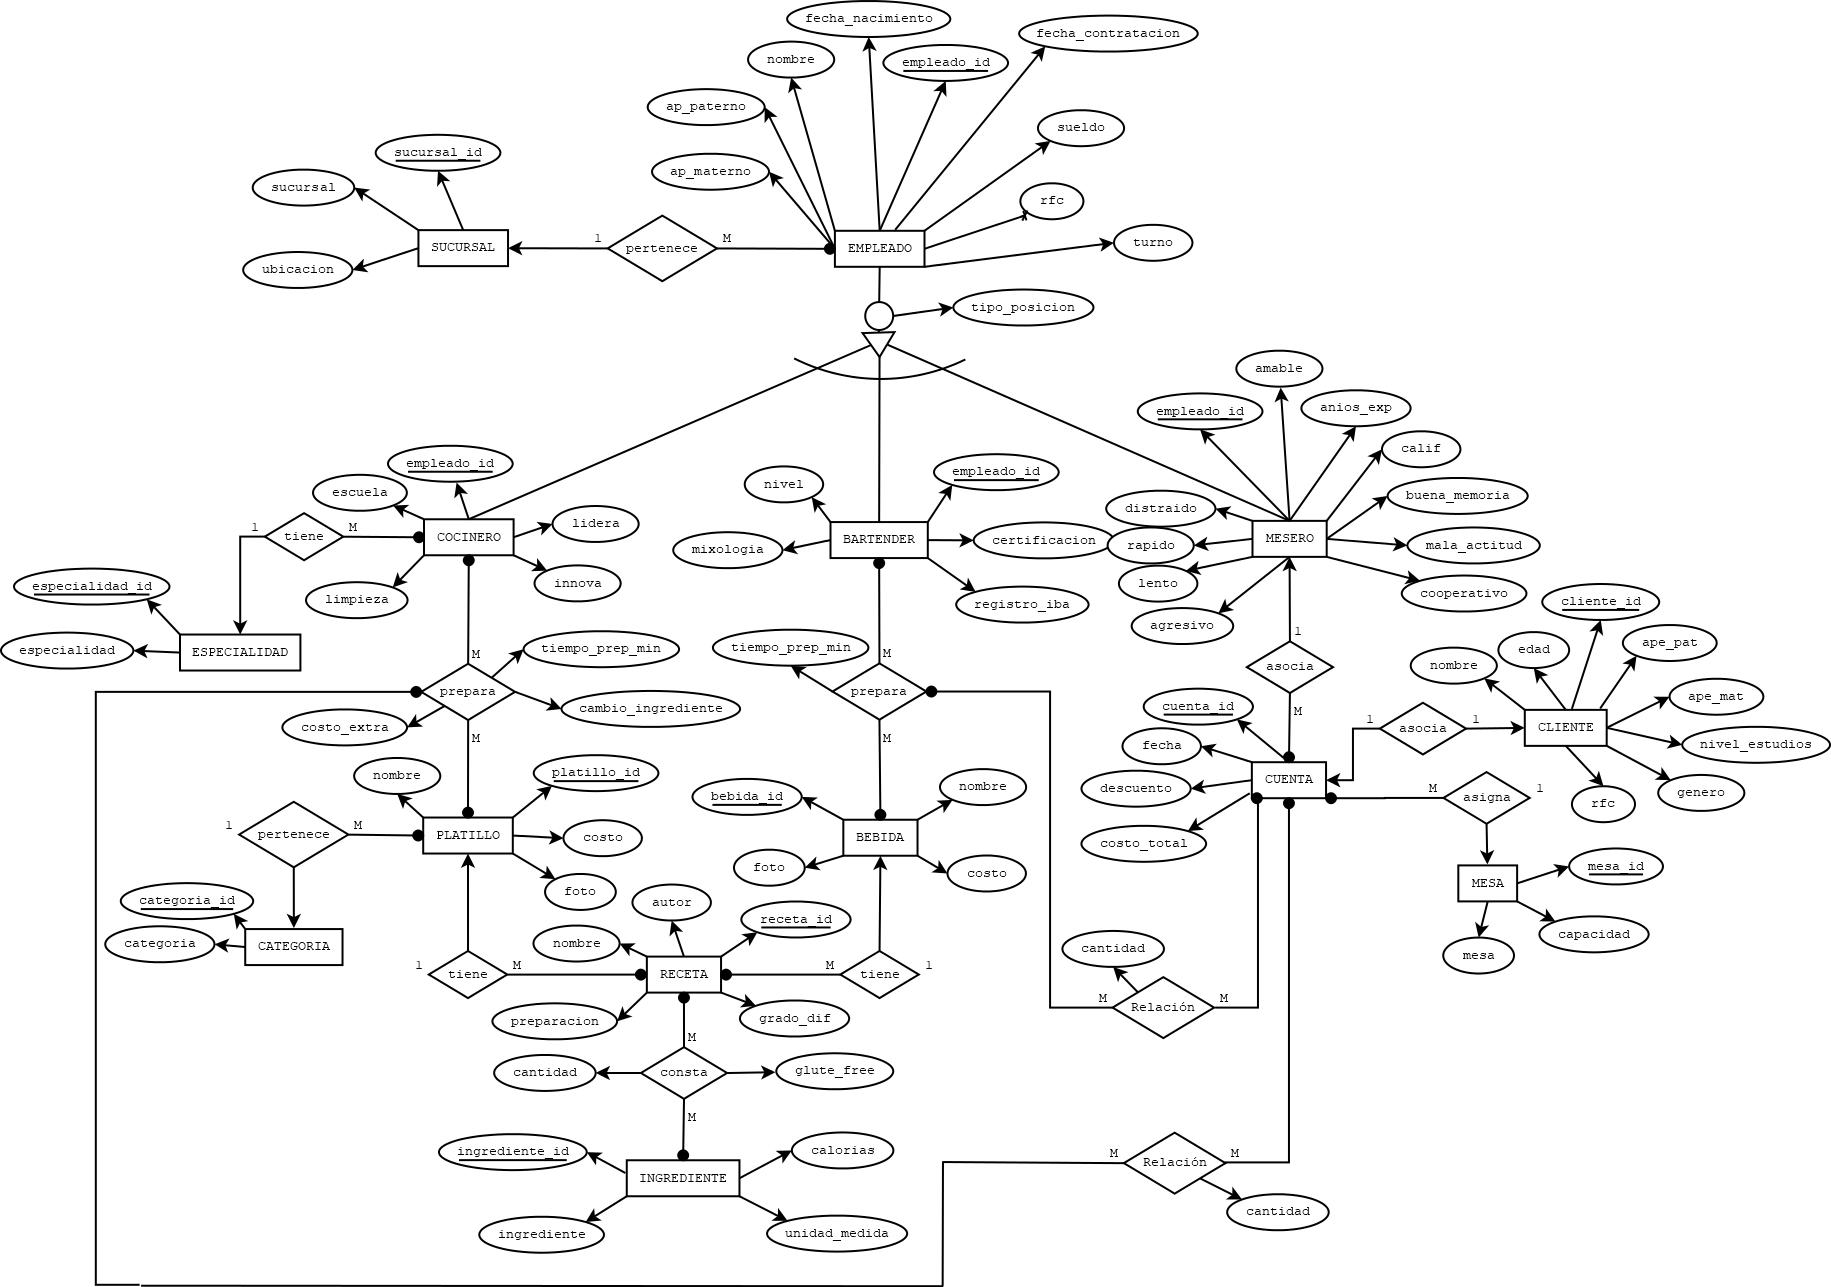 fecha_nacimiento
fecha_contratacion
nombre
empleado_id
ap_paterno
sueldo
sucursal_id
ap_materno
sucursal
rfc
1
M
turno
SUCURSAL
pertenece
EMPLEADO
ubicacion
tipo_posicion
amable
empleado_id
anios_exp
calif
empleado_id
nivel
empleado_id
escuela
buena_memoria
distraido
lidera
1
M
tiene
COCINERO
mixologia
BARTENDER
certificacion
rapido
MESERO
mala_actitud
especialidad_id
limpieza
innova
registro_iba
lento
cooperativo
agresivo
cliente_id
1
especialidad
ESPECIALIDAD
tiempo_prep_min
tiempo_prep_min
M
M
edad
ape_pat
asocia
nombre
prepara
prepara
cambio_ingrediente
cuenta_id
M
ape_mat
costo_extra
1
asocia
1
CLIENTE
M
M
fecha
nivel_estudios
nombre
platillo_id
CUENTA
descuento
bebida_id
nombre
M
asigna
1
rfc
genero
1
pertenece
M
PLATILLO
costo
BEBIDA
costo_total
foto
costo
mesa_id
foto
MESA
categoria_id
autor
receta_id
categoria
CATEGORIA
nombre
cantidad
capacidad
mesa
1
tiene
M
RECETA
M
tiene
1
M
Relación
M
preparacion
grado_dif
M
cantidad
consta
glute_free
M
ingrediente_id
calorias
M
Relación
M
INGREDIENTE
cantidad
ingrediente
unidad_medida